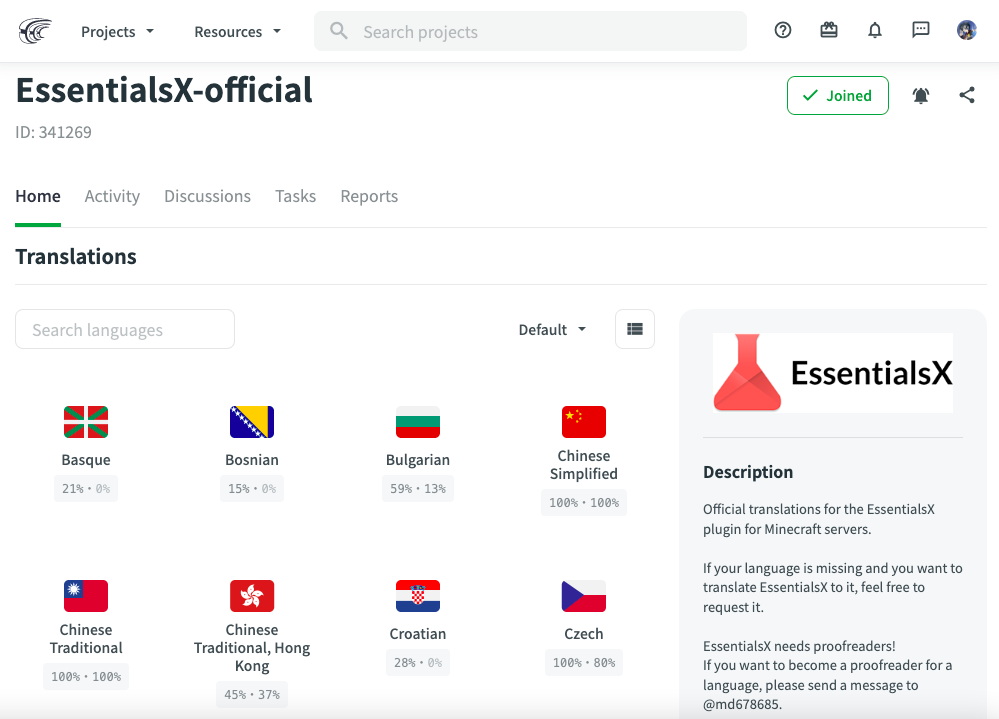 Projects
Resources
Search projects
EssentialsX-official
Joined
ID: 341269
Home
Activity
Discussions
Tasks
Reports
Translations
Search languages
Default
Basque
21% • 0%
Bosnian
15% • 0%
Bulgarian
59% • 13%
Chinese
Simplified
100% • 100%
Chinese
Traditional
100% • 100%
Chinese
Traditional, Hong
Kong
45% • 37%
Croatian
28% • 0%
Czech
100% • 80%
EssentialsX
Description
Official translations for the EssentialsX
plugin for Minecraft servers.
If your language is missing and you want to
translate EssentialsX to it, feel free to
request it.
EssentialsX needs proofreaders!
If you want to become a proofreader for a
language, please send a message to
@md678685.